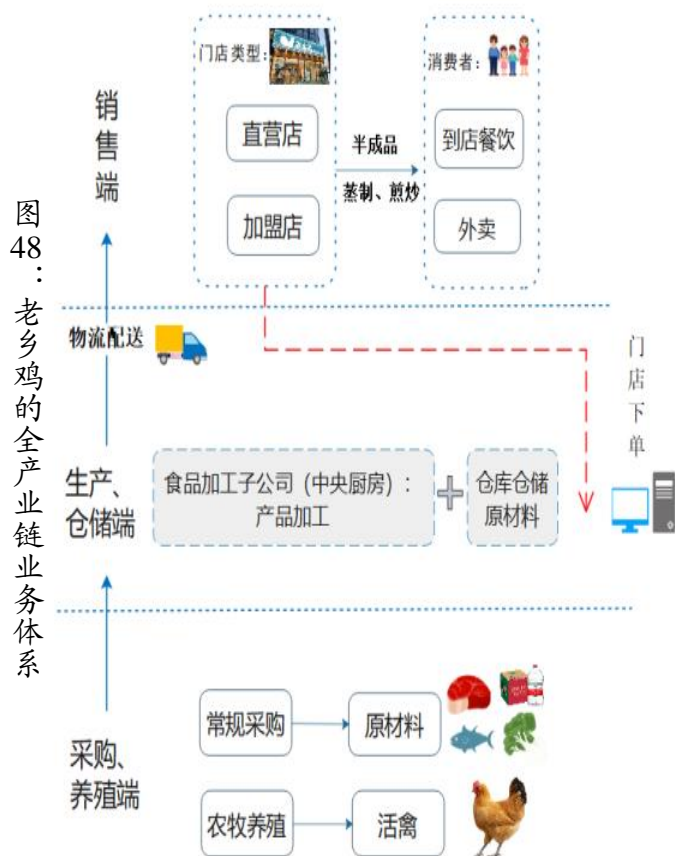 图48：老乡鸡的全产业链业务体系
销售端
门店类型：
直营店
加盟店
半成品
蒸制、煎炒
消费者：
到店餐饮
外卖
物流配送
门店下单
生产、
仓储端
食品加工子公司（中央厨房）：
产品加工
仓库仓储
原材料
采购、
养殖端
常规采购
原材料
农牧养殖
活禽